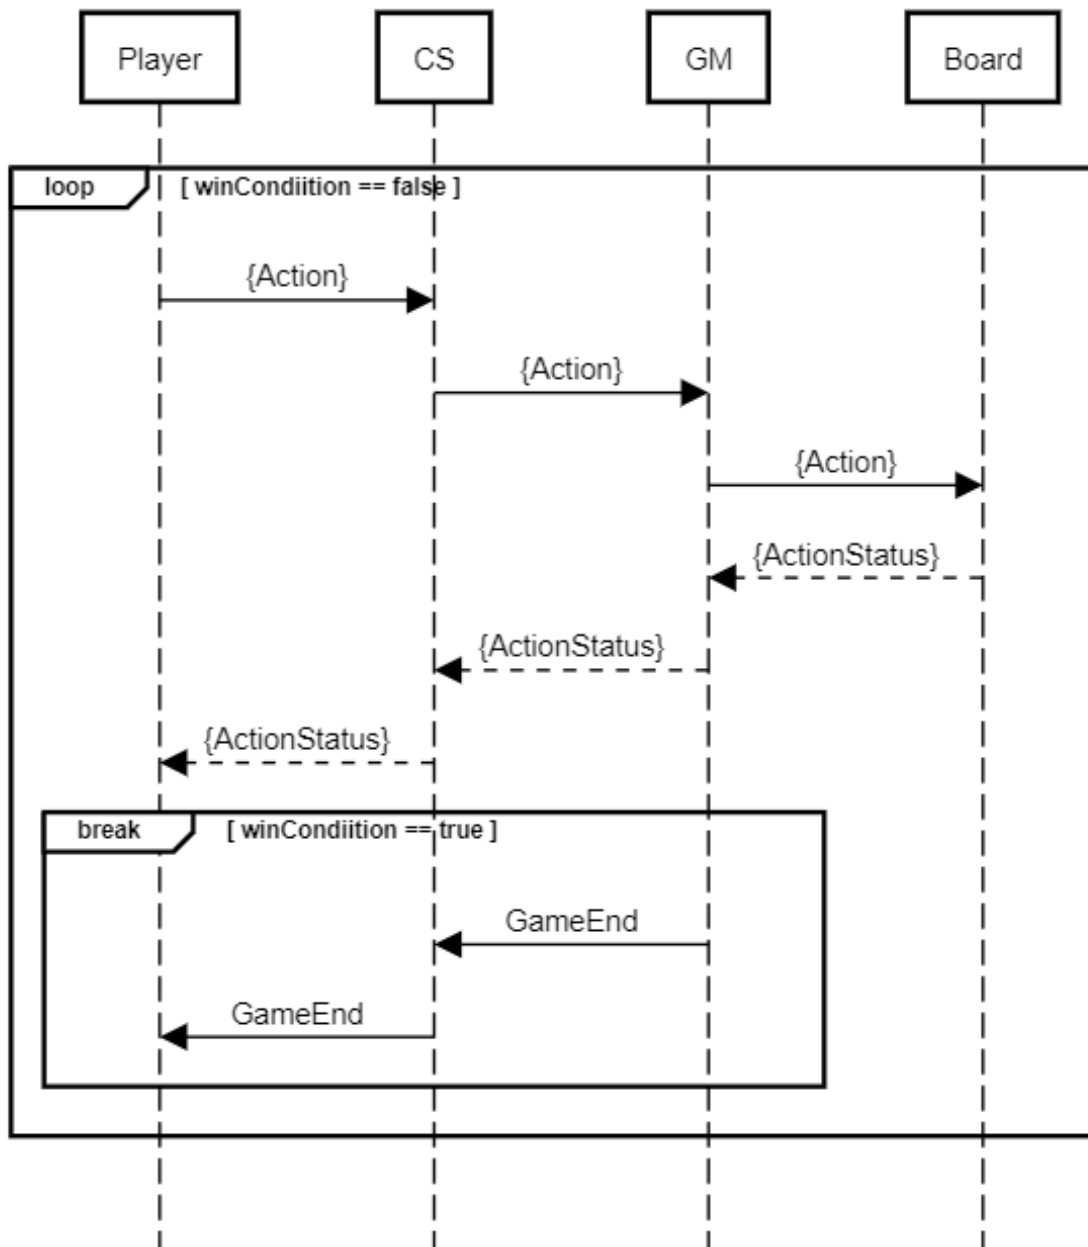 Player CS GM Board
loop [ winCondiition == false ]
{Action}
{Action}
{Action}
{ActionStatus}
{ActionStatus}
{ActionStatus}
break [ winCondiition == true ]
GameEnd
GameEnd